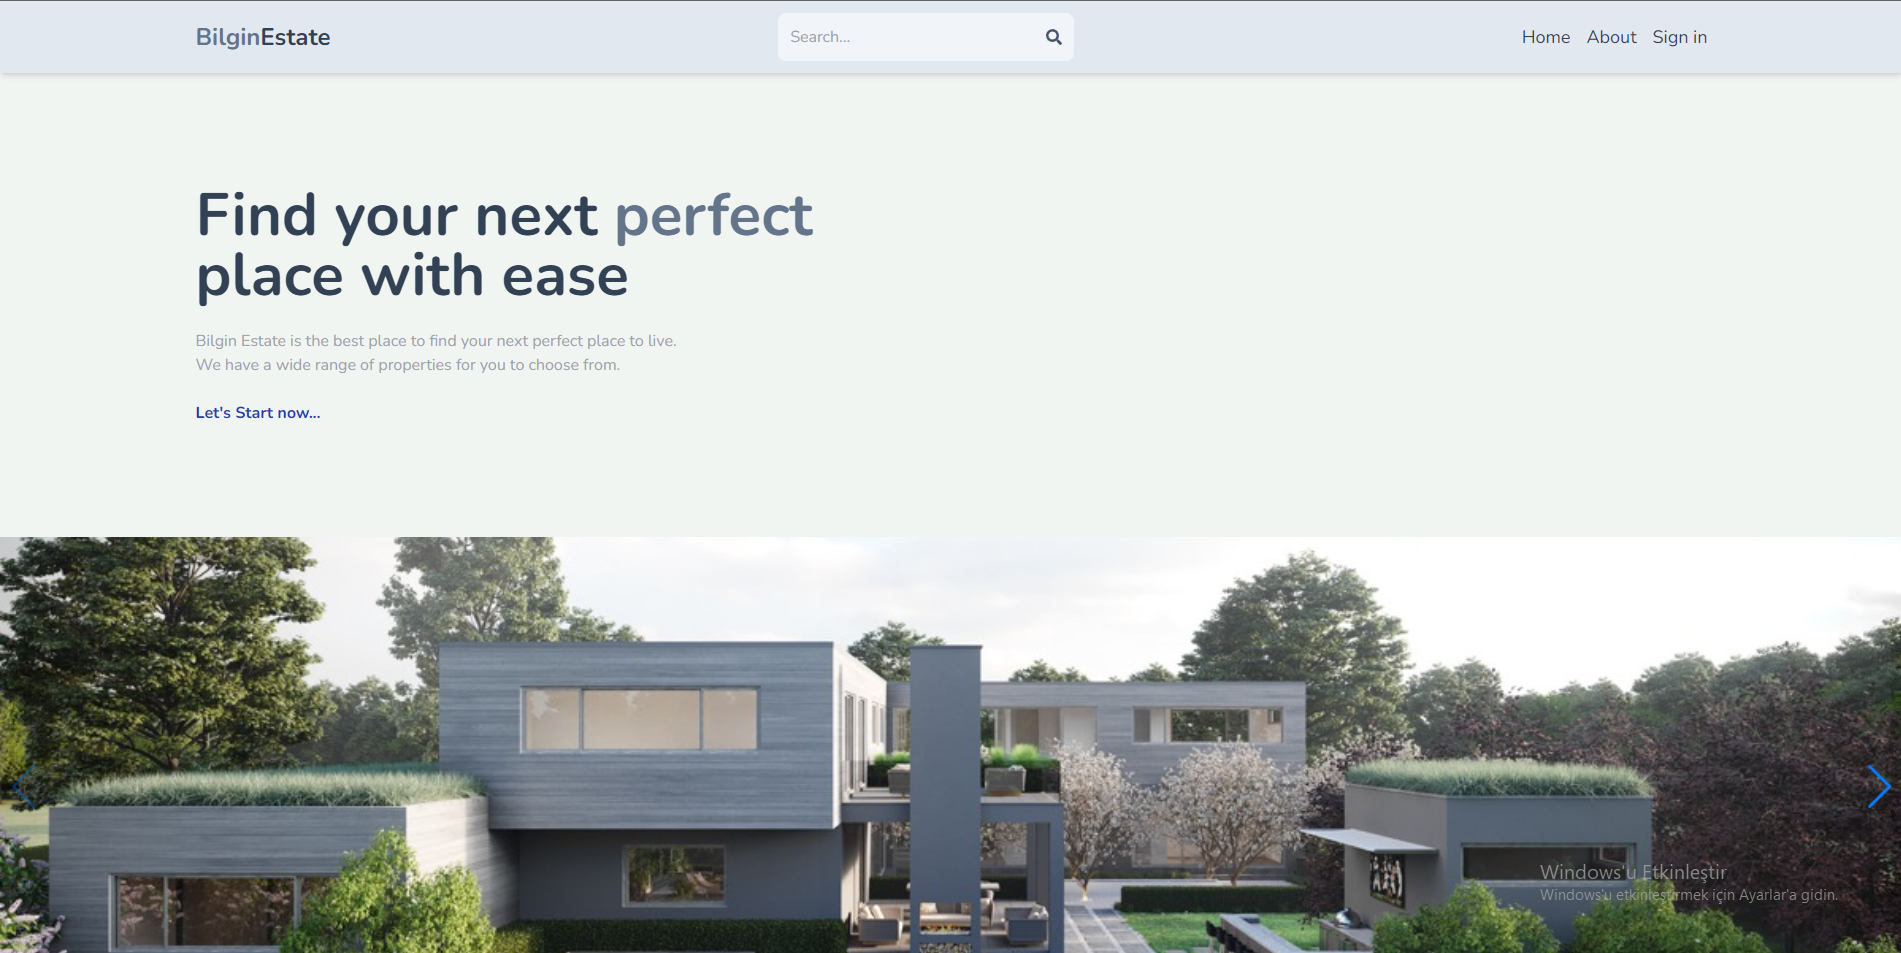 BilginEstate
Search...
Home About Sign in
Find your next perfect
place with ease
Bilgin Estate is the best place to find your next perfect place to live.
We have a wide range of properties for you to choose from.
Let's Start now...
Windows'u Etkinleştir
Windows'u etkinleştirmek için Ayarlar'a gidin.